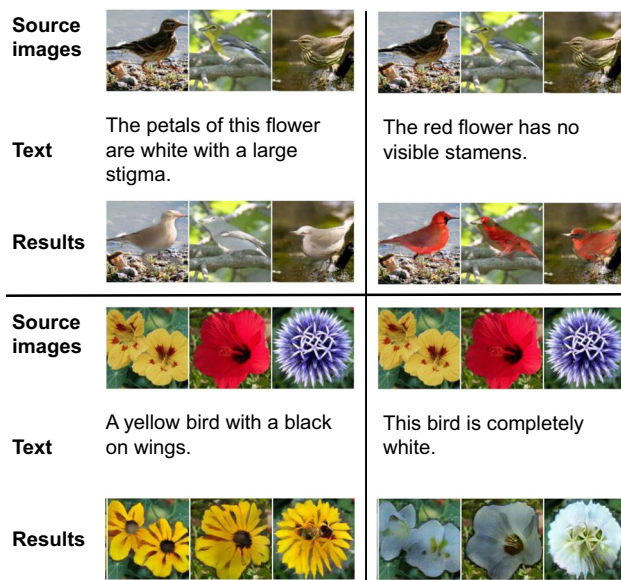 Source
images
Text
The petals of this flower
are white with a large
stigma.
The red flower has no
visible stamens.
Results
Source
images
Text
A yellow bird with a black
on wings.
This bird is completely
white.
Results